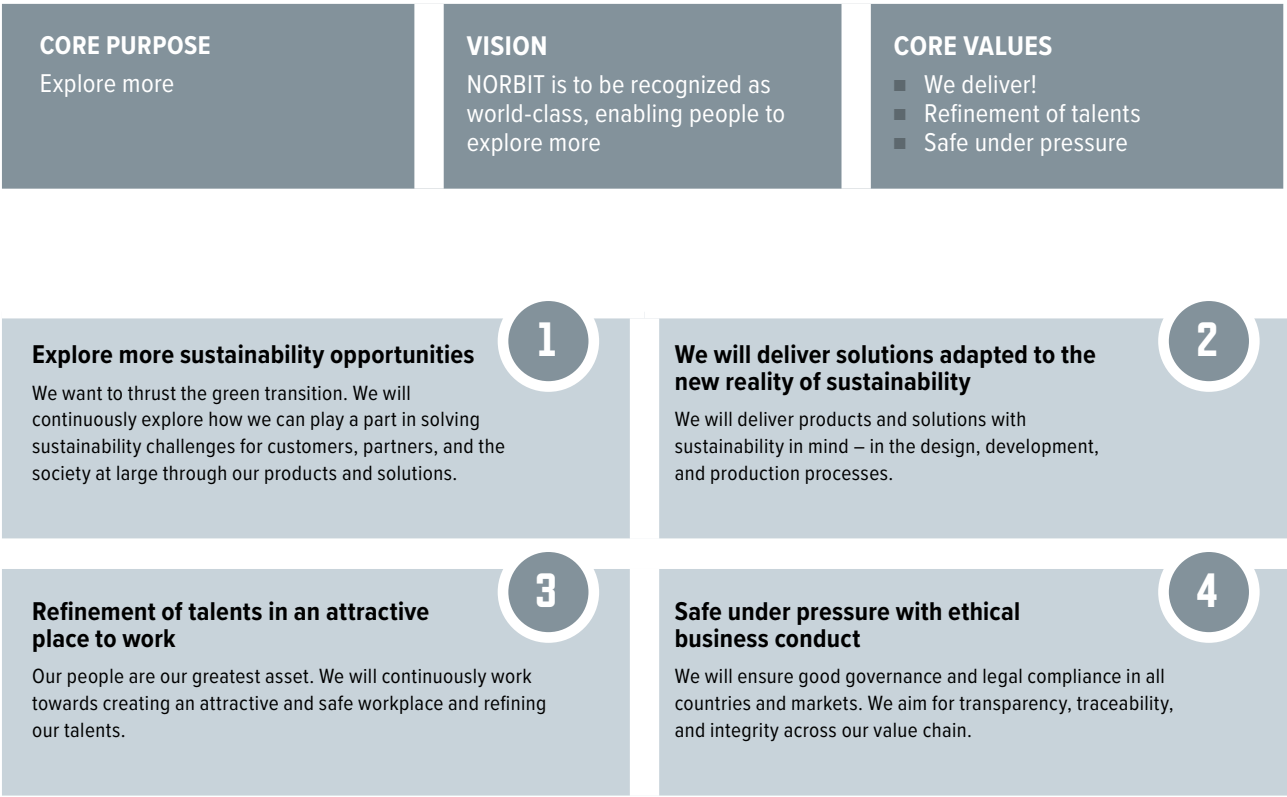 CORE PURPOSE
Explore more
VISION
NORBIT is to be recognized as
world-class, enabling people to
explore more
CORE VALUES
We deliver!
Refinement of talents
Safe under pressure
1
Explore more sustainability opportunities
We want to thrust the green transition. We will
continuously explore how we can play a part in solving
sustainability challenges for customers, partners, and the
society at large through our products and solutions.
2
We will deliver solutions adapted to the
new reality of sustainability
We will deliver products and solutions with
sustainability in mind – in the design, development,
and production processes.
3
Refinement of talents in an attractive
place to work
Our people are our greatest asset. We will continuously work
towards creating an attractive and safe workplace and refining
our talents.
4
Safe under pressure with ethical
business conduct
We will ensure good governance and legal compliance in all
countries and markets. We aim for transparency, traceability,
and integrity across our value chain.